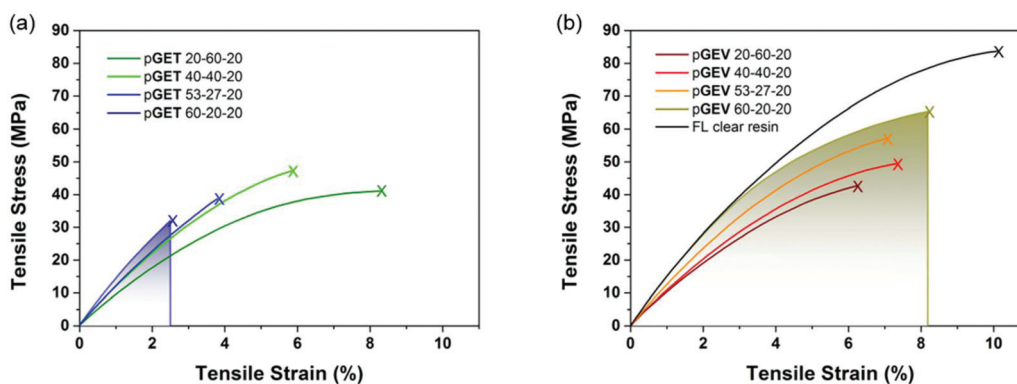 (a)
90
80
70
60
50
40
30
20
10
0
Tensile Stress (MPa)
pGET 20-60-20
pGET 40-40-20
pGET 53-27-20
pGET 60-20-20
0 2 4 6 8 10
Tensile Strain (%)
(b)
90
80
70
60
50
40
30
20
10
0
Tensile Stress (MPa)
pGEV 20-60-20
pGEV 40-40-20
pGEV 53-27-20
pGEV 60-20-20
FL clear resin
0 2 4 6 8 10
Tensile Strain (%)